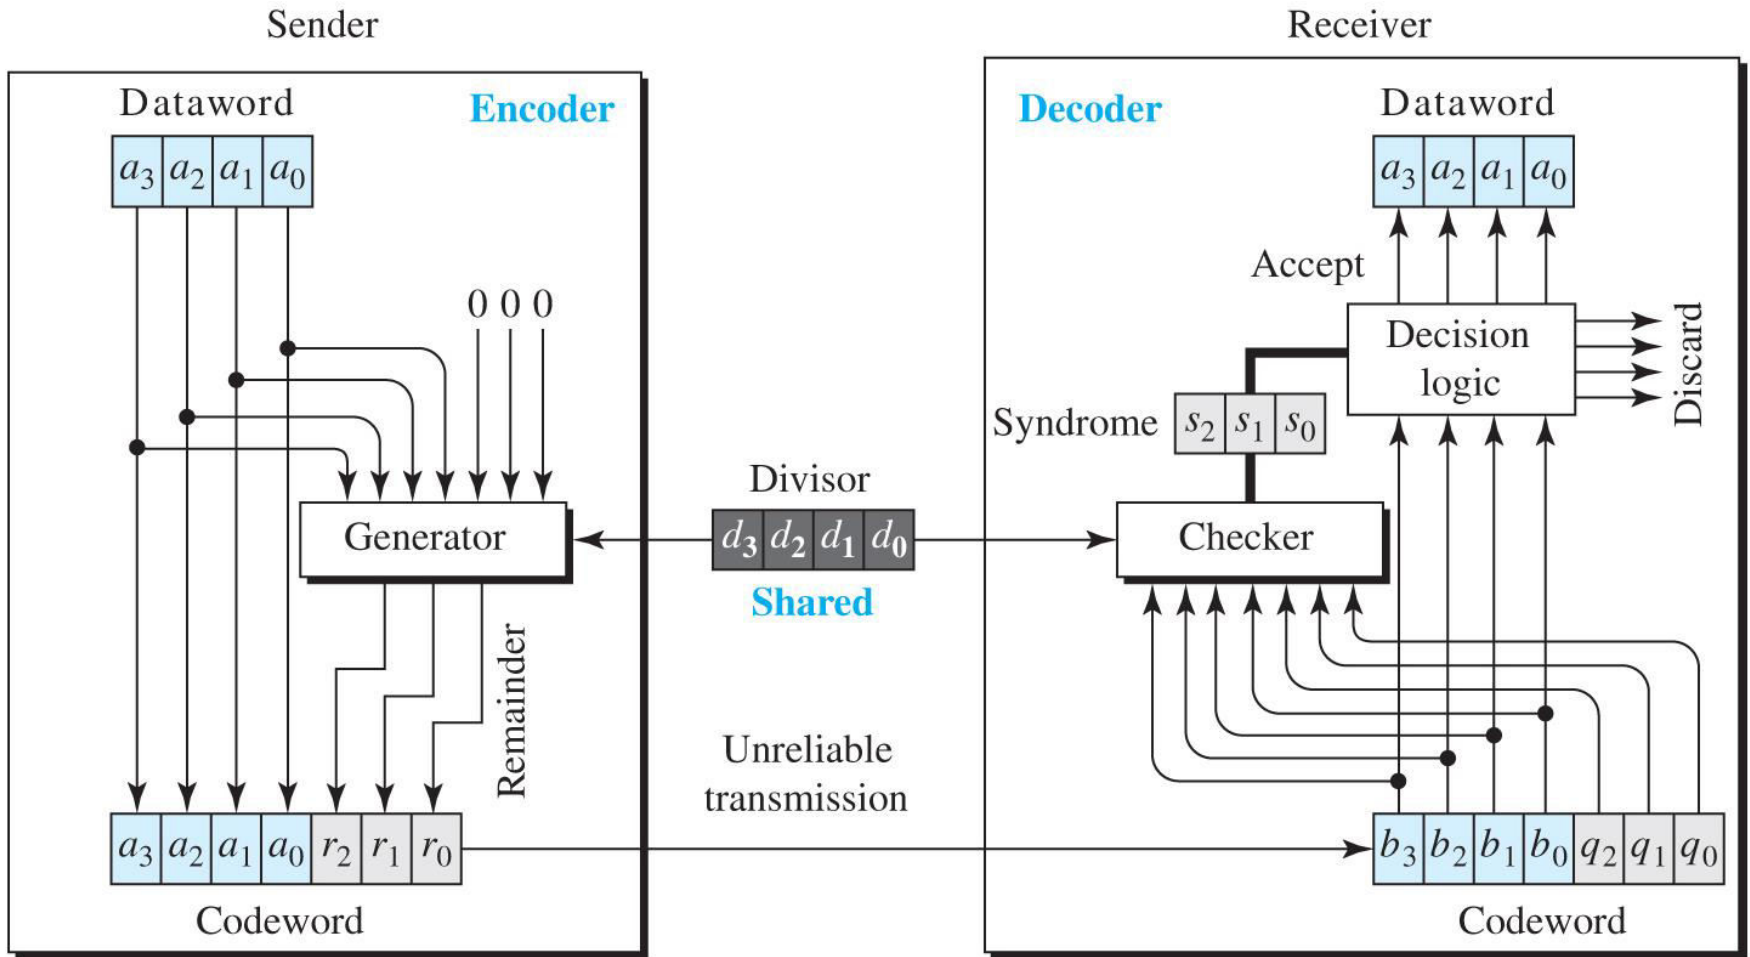 Sender
Encoder
Dataword
a3 a2 a1 a0
0 0 0
Generator
Remainder
a3 a2 a1 a0 r2 r1 r0
Codeword
Divisor
d3 d2 d1 d0
Shared
Unreliable
transmission
Receiver
Decoder
Dataword
a3 a2 a1 a0
Accept
Decision
logic
Discard
Syndrome s2 s1 s0
Checker
b3 b2 b1 b0 q2 q1 q0
Codeword